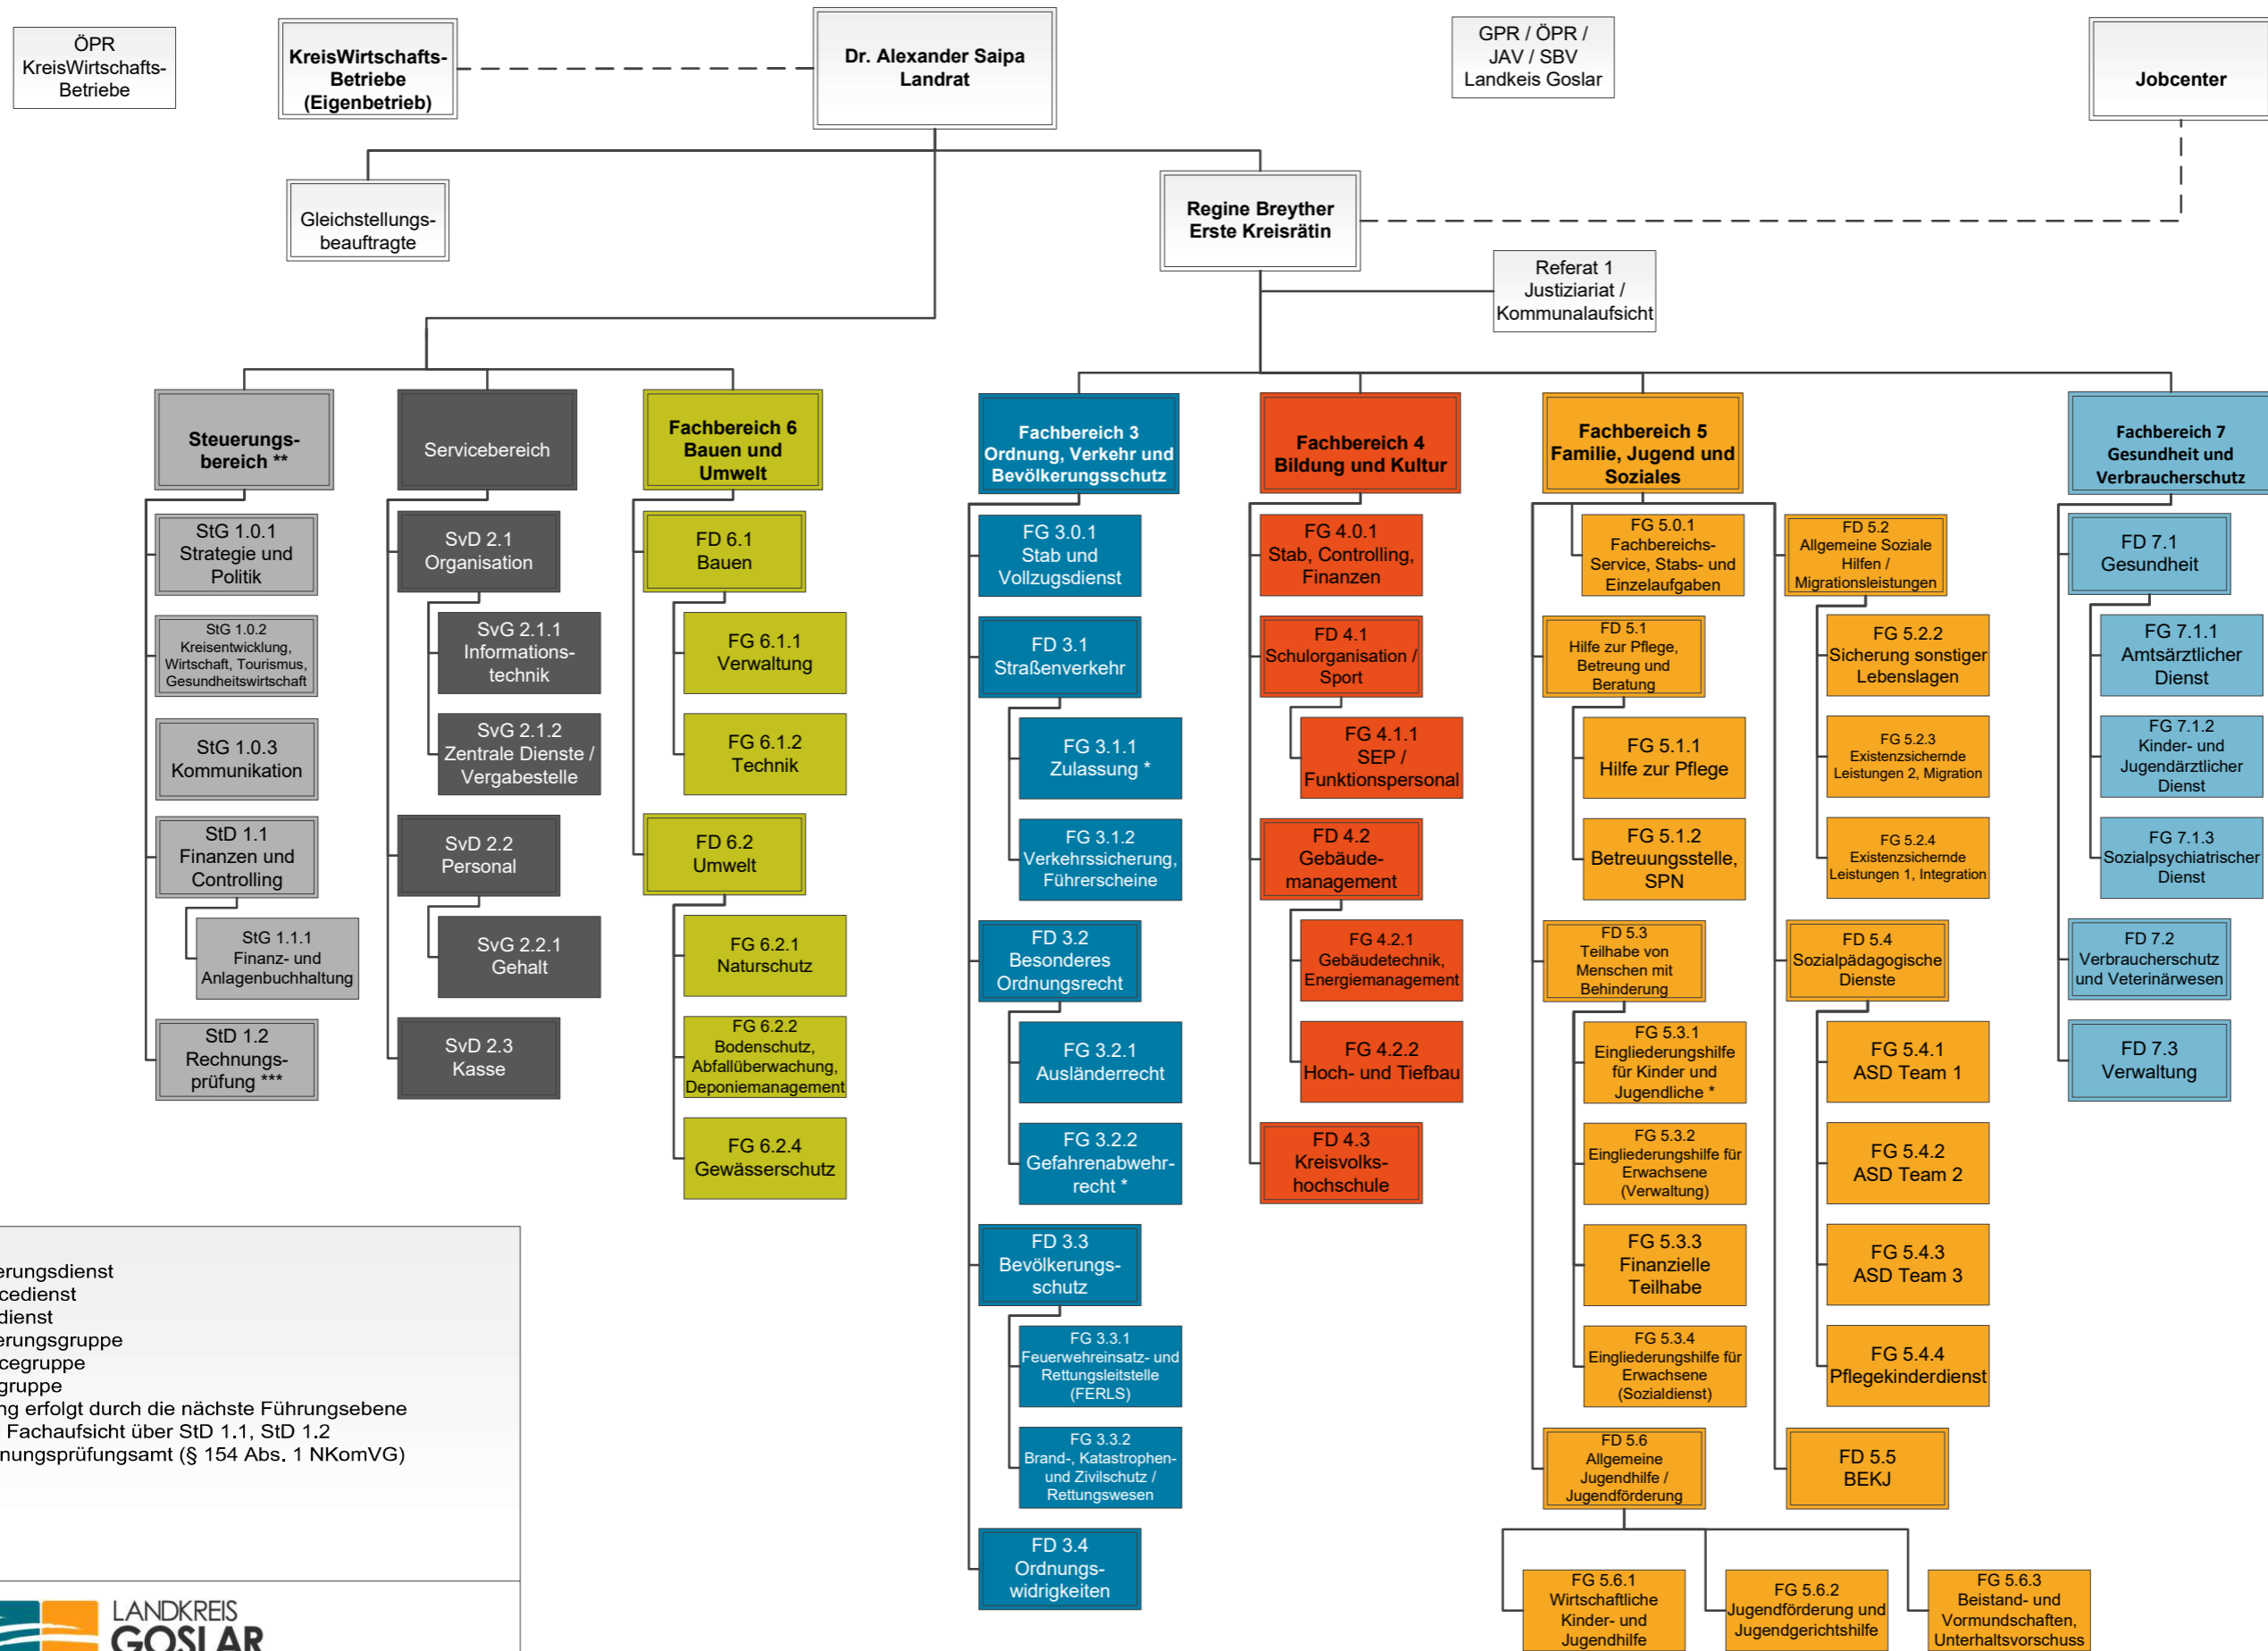 ÖPR
KreisWirtschafts-
Betriebe
KreisWirtschafts-
Betriebe
(Eigenbetrieb)
Dr. Alexander Saipa
Landrat
GPR / ÖPR /
JAV / SBV
Landkeis Goslar
Jobcenter
Gleichstellungs-
beauftragte
Regine Breyther
Erste Kreisrätin
Referat 1
Justiziariat /
Kommunalaufsicht
Steuerungs-
bereich **
StG 1.0.1
Strategie und
Politik
StG 1.0.2
Kreisentwicklung,
Wirtschaft, Tourismus,
Gesundheitswirtschaft
StG 1.0.3
Kommunikation
StD 1.1
Finanzen und
Controlling
StG 1.1.1
Finanz- und
Anlagenbuchhaltung
StD 1.2
Rechnungs-
prüfung ***
Servicebereich
SvD 2.1
Organisation
SvG 2.1.1
Informations-
technik
SvG 2.1.2
Zentrale Dienste /
Vergabestelle
SvD 2.2
Personal
SvG 2.2.1
Gehalt
SvD 2.3
Kasse
Fachbereich 6
Bauen und
Umwelt
FD 6.1
Bauen
FG 6.1.1
Verwaltung
FG 6.1.2
Technik
FD 6.2
Umwelt
FG 6.2.1
Naturschutz
FG 6.2.2
Bodenschutz,
Abfallüberwachung,
Deponiemanagement
FG 6.2.4
Gewässerschutz
Fachbereich 3
Ordnung, Verkehr und
Bevölkerungsschutz
FG 3.0.1
Stab und
Vollzugsdienst
FD 3.1
Straßenverkehr
FG 3.1.1
Zulassung *
FG 3.1.2
Verkehrssicherung,
Führerscheine
FD 3.2
Besonderes
Ordnungsrecht
FG 3.2.1
Ausländerrecht
FG 3.2.2
Gefahrenabwehr-
recht *
FD 3.3
Bevölkerungs-
schutz
FG 3.3.1
Feuerwehreinsatz- und
Rettungsleitstelle
(FERLS)
FG 3.3.2
Brand-, Katastrophen-
und Zivilschutz /
Rettungswesen
FD 3.4
Ordnungs-
widrigkeiten
Fachbereich 4
Bildung und Kultur
FG 4.0.1
Stab, Controlling,
Finanzen
FD 4.1
Schulorganisation /
Sport
FG 4.1.1
SEP /
Funktionspersonal
FD 4.2
Gebäude-
management
FG 4.2.1
Gebäudetechnik,
Energiemanagement
FG 4.2.2
Hoch- und Tiefbau
FD 4.3
Kreisvolks-
hochschule
Fachbereich 5
Familie, Jugend und
Soziales
FG 5.0.1
Fachbereichs-
Service, Stabs- und
Einzelaufgaben
FD 5.1
Hilfe zur Pflege,
Betreung und
Beratung
FG 5.1.1
Hilfe zur Pflege
FG 5.1.2
Betreuungsstelle,
SPN
FD 5.3
Teilhabe von
Menschen mit
Behinderung
FG 5.3.1
Eingliederungshilfe
für Kinder und
Jugendliche *
FG 5.3.2
Eingliederungshilfe für
Erwachsene
(Verwaltung)
FG 5.3.3
Finanzielle
Teilhabe
FG 5.3.4
Eingliederungshilfe für
Erwachsene
(Sozialdienst)
FD 5.6
Allgemeine
Jugendhilfe /
Jugendförderung
FG 5.6.1
Wirtschaftliche
Kinder- und
Jugendhilfe
FG 5.6.2
Jugendförderung und
Jugendgerichtshilfe
FG 5.6.3
Beistand- und
Vormundschaften,
Unterhaltsvorschuss
FD 5.2
Allgemeine Soziale
Hilfen /
Migrationsleistungen
FG 5.2.2
Sicherung sonstiger
Lebenslagen
FG 5.2.3
Existenzsichernde
Leistungen 2, Migration
FG 5.2.4
Existenzsichernde
Leistungen 1, Integration
FD 5.4
Sozialpädagogische
Dienste
FG 5.4.1
ASD Team 1
FG 5.4.2
ASD Team 2
FG 5.4.3
ASD Team 3
FG 5.4.4
Pflegekinderdienst
FD 5.5
BEKJ
Fachbereich 7
Gesundheit und
Verbraucherschutz
FD 7.1
Gesundheit
FG 7.1.1
Amtsärztlicher
Dienst
FG 7.1.2
Kinder- und
Jugendärztlicher
Dienst
FG 7.1.3
Sozialpsychiatrischer
Dienst
FD 7.2
Verbraucherschutz
und Veterinärwesen
FD 7.3
Verwaltung
erungsdienst
cedienst
dienst
erungsgruppe
cegruppe
gruppe
ng erfolgt durch die nächste Führungsebene
Fachaufsicht über StD 1.1, StD 1.2
nungsprüfungsamt (§ 154 Abs. 1 NKomVG)
LANDKREIS
GOSLAR